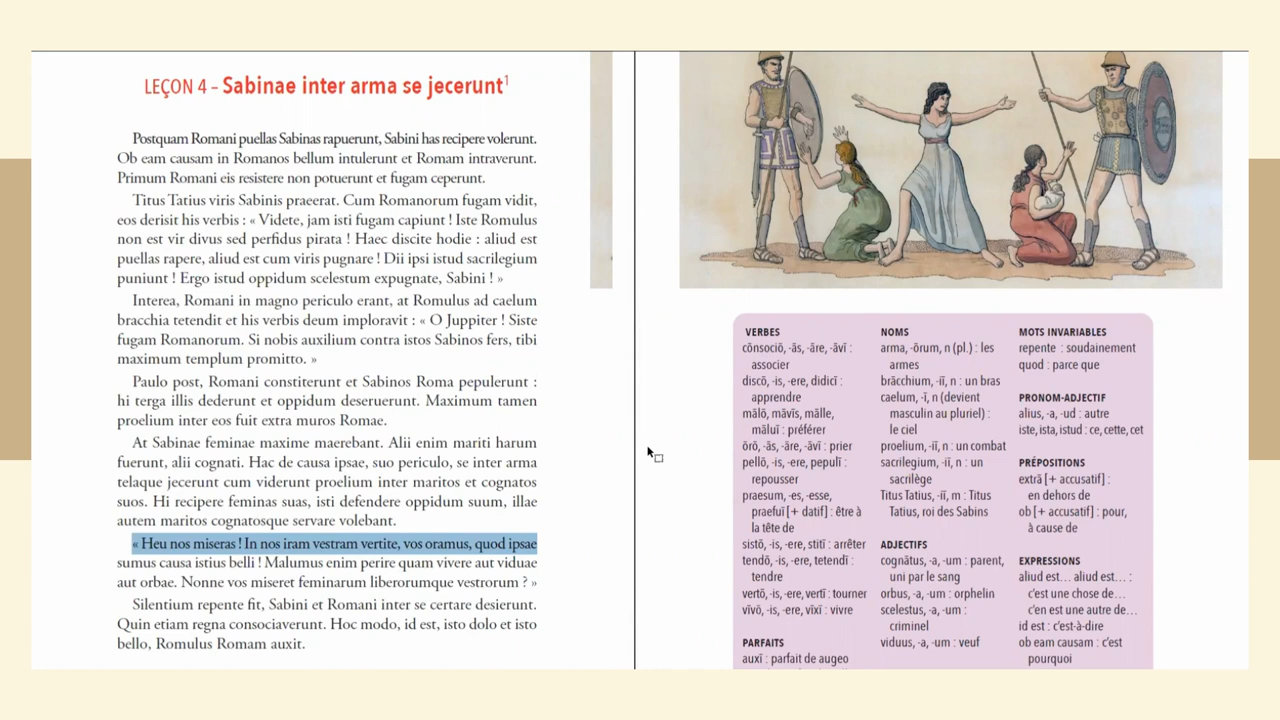 LEÇON 4 – Sabinae inter arma se jecerunt¹
Postquam Romani puellas Sabinas rapuerunt, Sabini has recipere volerunt.
Ob eam causam in Romanos bellum intulerunt et Romam intraverunt.
Primum Romani eis resistere non potuerunt et fugam ceperunt.
Titus Tatius viris Sabinis praeerat. Cum Romanorum fugam vidit,
eos derisit his verbis : « Videte, jam isti fugam capiunt ! Iste Romulus
non est vir divus sed perfidus pirata ! Haec discite hodie : aliud est
puellas rapere, aliud est cum viris pugnare ! Dii ipsi istud sacrilegium
puniunt ! Ergo istud oppidum scelestum expugnate, Sabini ! »
Interea, Romani in magno periculo erant, at Romulus ad caelum
bracchia tetendit et his verbis deum imploravit : « O Juppiter ! Siste
fugam Romanorum. Si nobis auxilium contra istos Sabinos fers, tibi
maximum templum promitto. »
Paulo post, Romani constiterunt et Sabinos Roma pepulerunt :
hi terga illis dederunt et oppidum deseruerunt. Maximum tamen
proelium inter eos fuit extra muros Romae.
At Sabinae feminae maxime maerebant. Alii enim mariti harum
fuerunt, alii cognati. Hac de causa ipsae, suo periculo, se inter arma
telaque jecerunt cum viderunt proelium inter maritos et cognatos
suos. Hi recipere feminas suas, isti defendere oppidum suum, illae
autem maritos cognatosque servare volebant.
« Heu nos miseras ! In nos iram vestram vertite, vos oramus, quod ipsae
sumus causa istius belli ! Malumus enim perire quam vivere aut viduae
aut orbae. Nonne vos miseret feminarum liberorumque vestrorum ? »
Silentium repente fit, Sabini et Romani inter se certare desierunt.
Quin etiam regna consociaverunt. Hoc modo, id est, isto dolo et isto
bello, Romulus Romam auxit.
VERBES
cōnsociō, -ās, -āre, -āvī :
associer
discō, -is, -ere, didicī :
apprendre
mālō, māvīs, mālle,
māluī : préférer
ōrō, -ās, -āre, -āvī : prier
pellō, -is, -ere, pepulī :
repousser
praesum, -es, -esse,
praefuī [+ datif] : être à
la tête de
sistō, -is, -ere, stitī : arrêter
tendō, -is, -ere, tetendī :
tendre
vertō, -is, -ere, vertī : tourner
vīvō, -is, -ere, vīxī : vivre
PARFAITS
auxī : parfait de augeo
NOMS
arma, -ōrum, n (pl.) : les
armes
brācchium, -iī, n : un bras
caelum, -ī, n (devient
masculin au pluriel) :
le ciel
proelium, -iī, n : un combat
sacrilegium, -iī, n : un
sacrilège
Titus Tatius, -iī, m : Titus
Tatius, roi des Sabins
ADJECTIFS
cognātus, -a, -um : parent,
uni par le sang
orbus, -a, -um : orphelin
scelestus, -a, -um :
criminel
viduus, -a, -um : veuf
MOTS INVARIABLES
repente : soudainement
quod : parce que
PRONOM-ADJECTIF
alius, -a, -ud : autre
iste, ista, istud : ce, cette, cet
PRÉPOSITIONS
extrā [+ accusatif] :
en dehors de
ob [+ accusatif] : pour,
à cause de
EXPRESSIONS
aliud est… aliud est… :
c'est une chose de…
c'en est une autre de…
id est : c'est-à-dire
ob eam causam : c'est
pourquoi